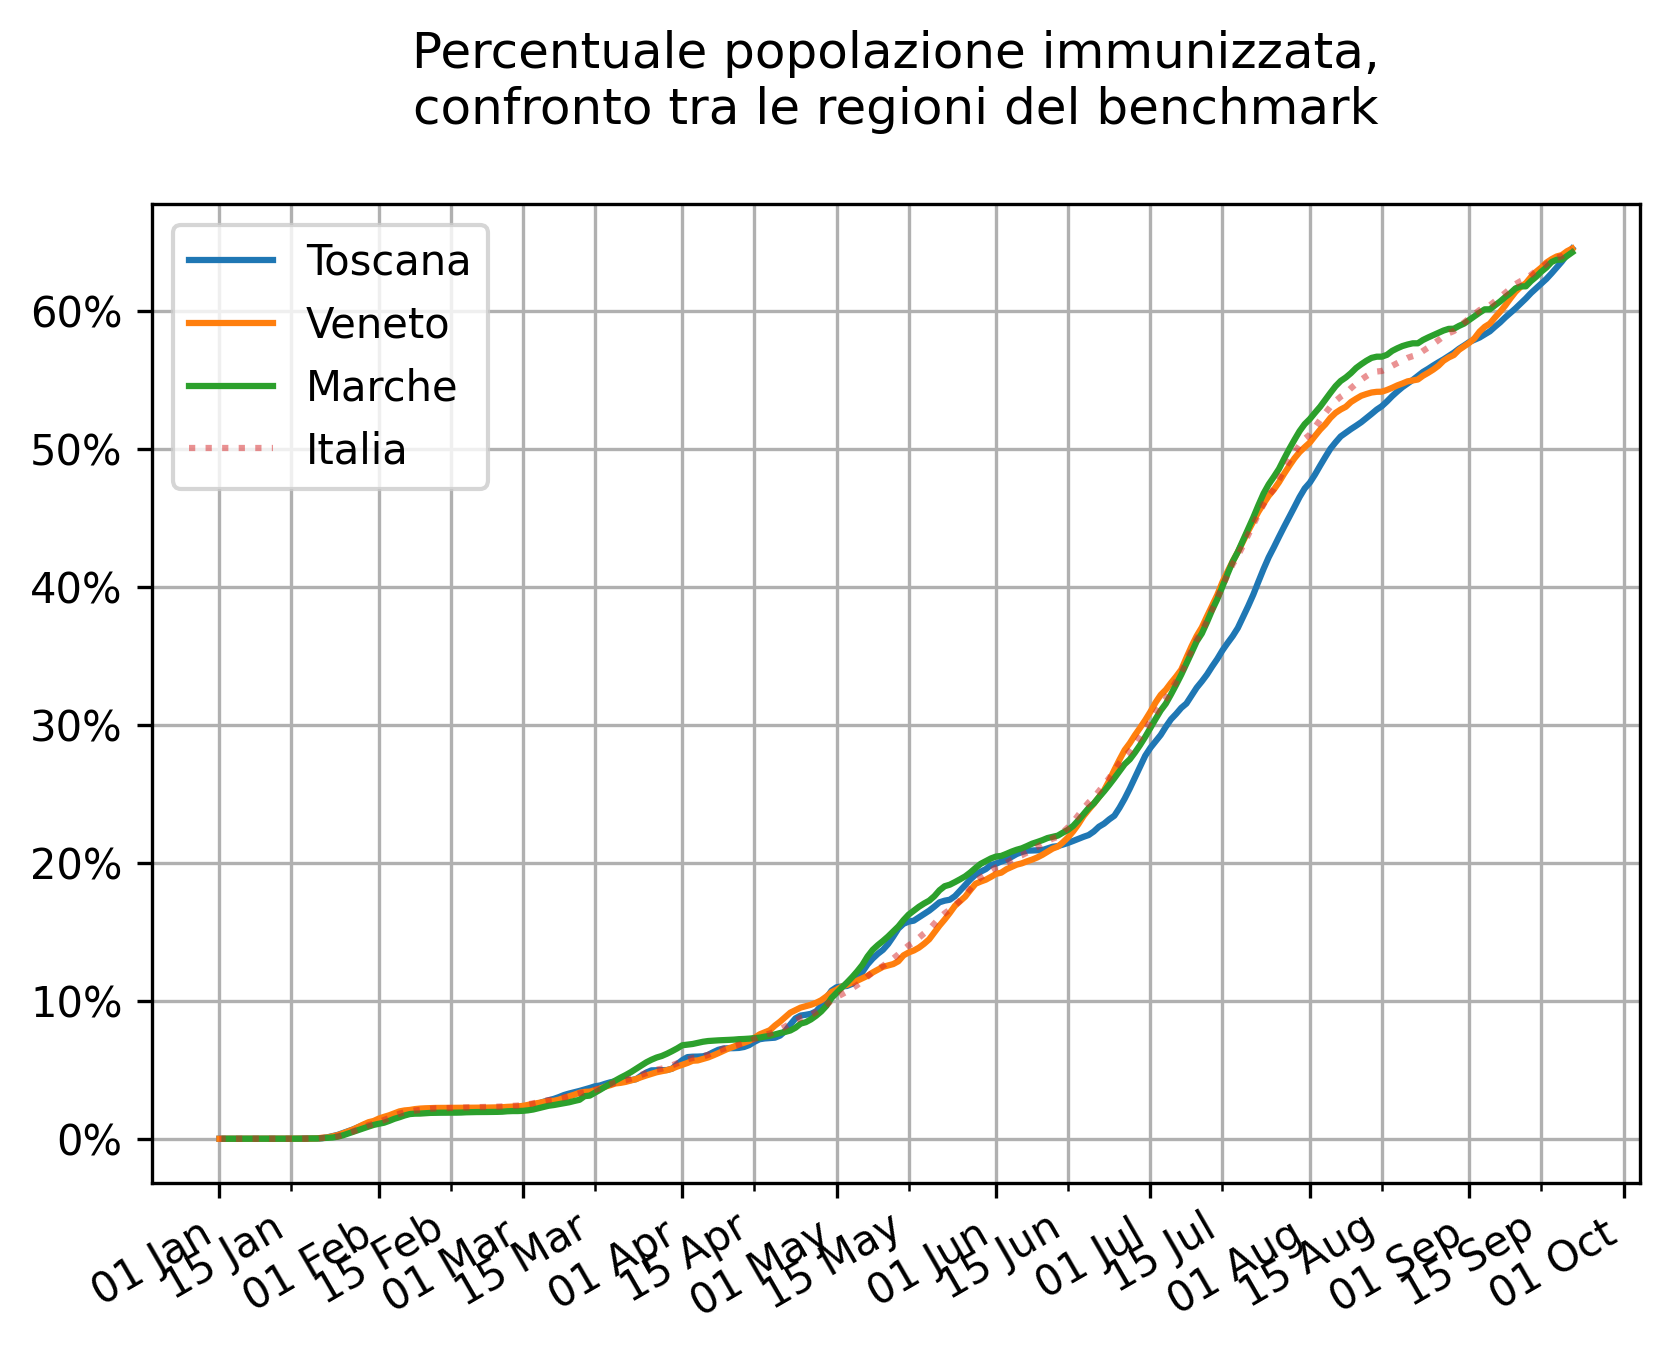 Percentuale popolazione immunizzata,
confronto tra le regioni del benchmark
Toscana
Veneto
Marche
Italia
60%
50%
40%
30%
20%
10%
0%
01 Jan
15 Jan
01 Feb
15 Feb
01 Mar
15 Mar
01 Apr
15 Apr
01 May
15 May
01 Jun
15 Jun
01 Jul
15 Jul
01 Aug
15 Aug
01 Sep
15 Sep
01 Oct